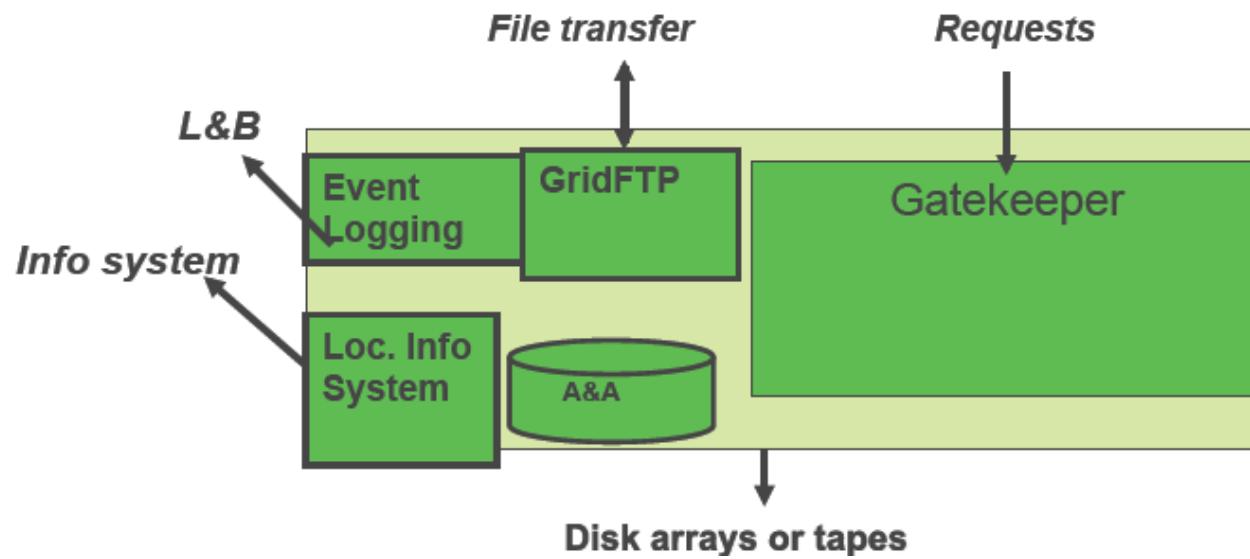 File transfer
Requests
L&B
Event
Logging
GridFTP
Gatekeeper
Info system
Loc. Info
System
A&A
Disk arrays or tapes